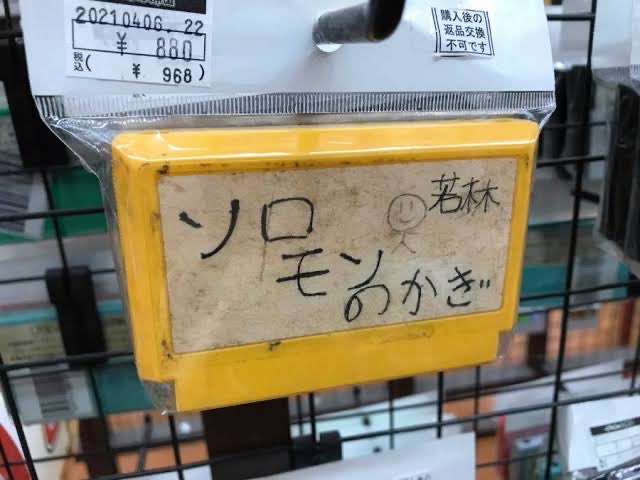 20210406.22
¥ 880
税込( ¥ 968)
購入後の
返品交換
不可です
若林
ソロ
モン
のかぎ